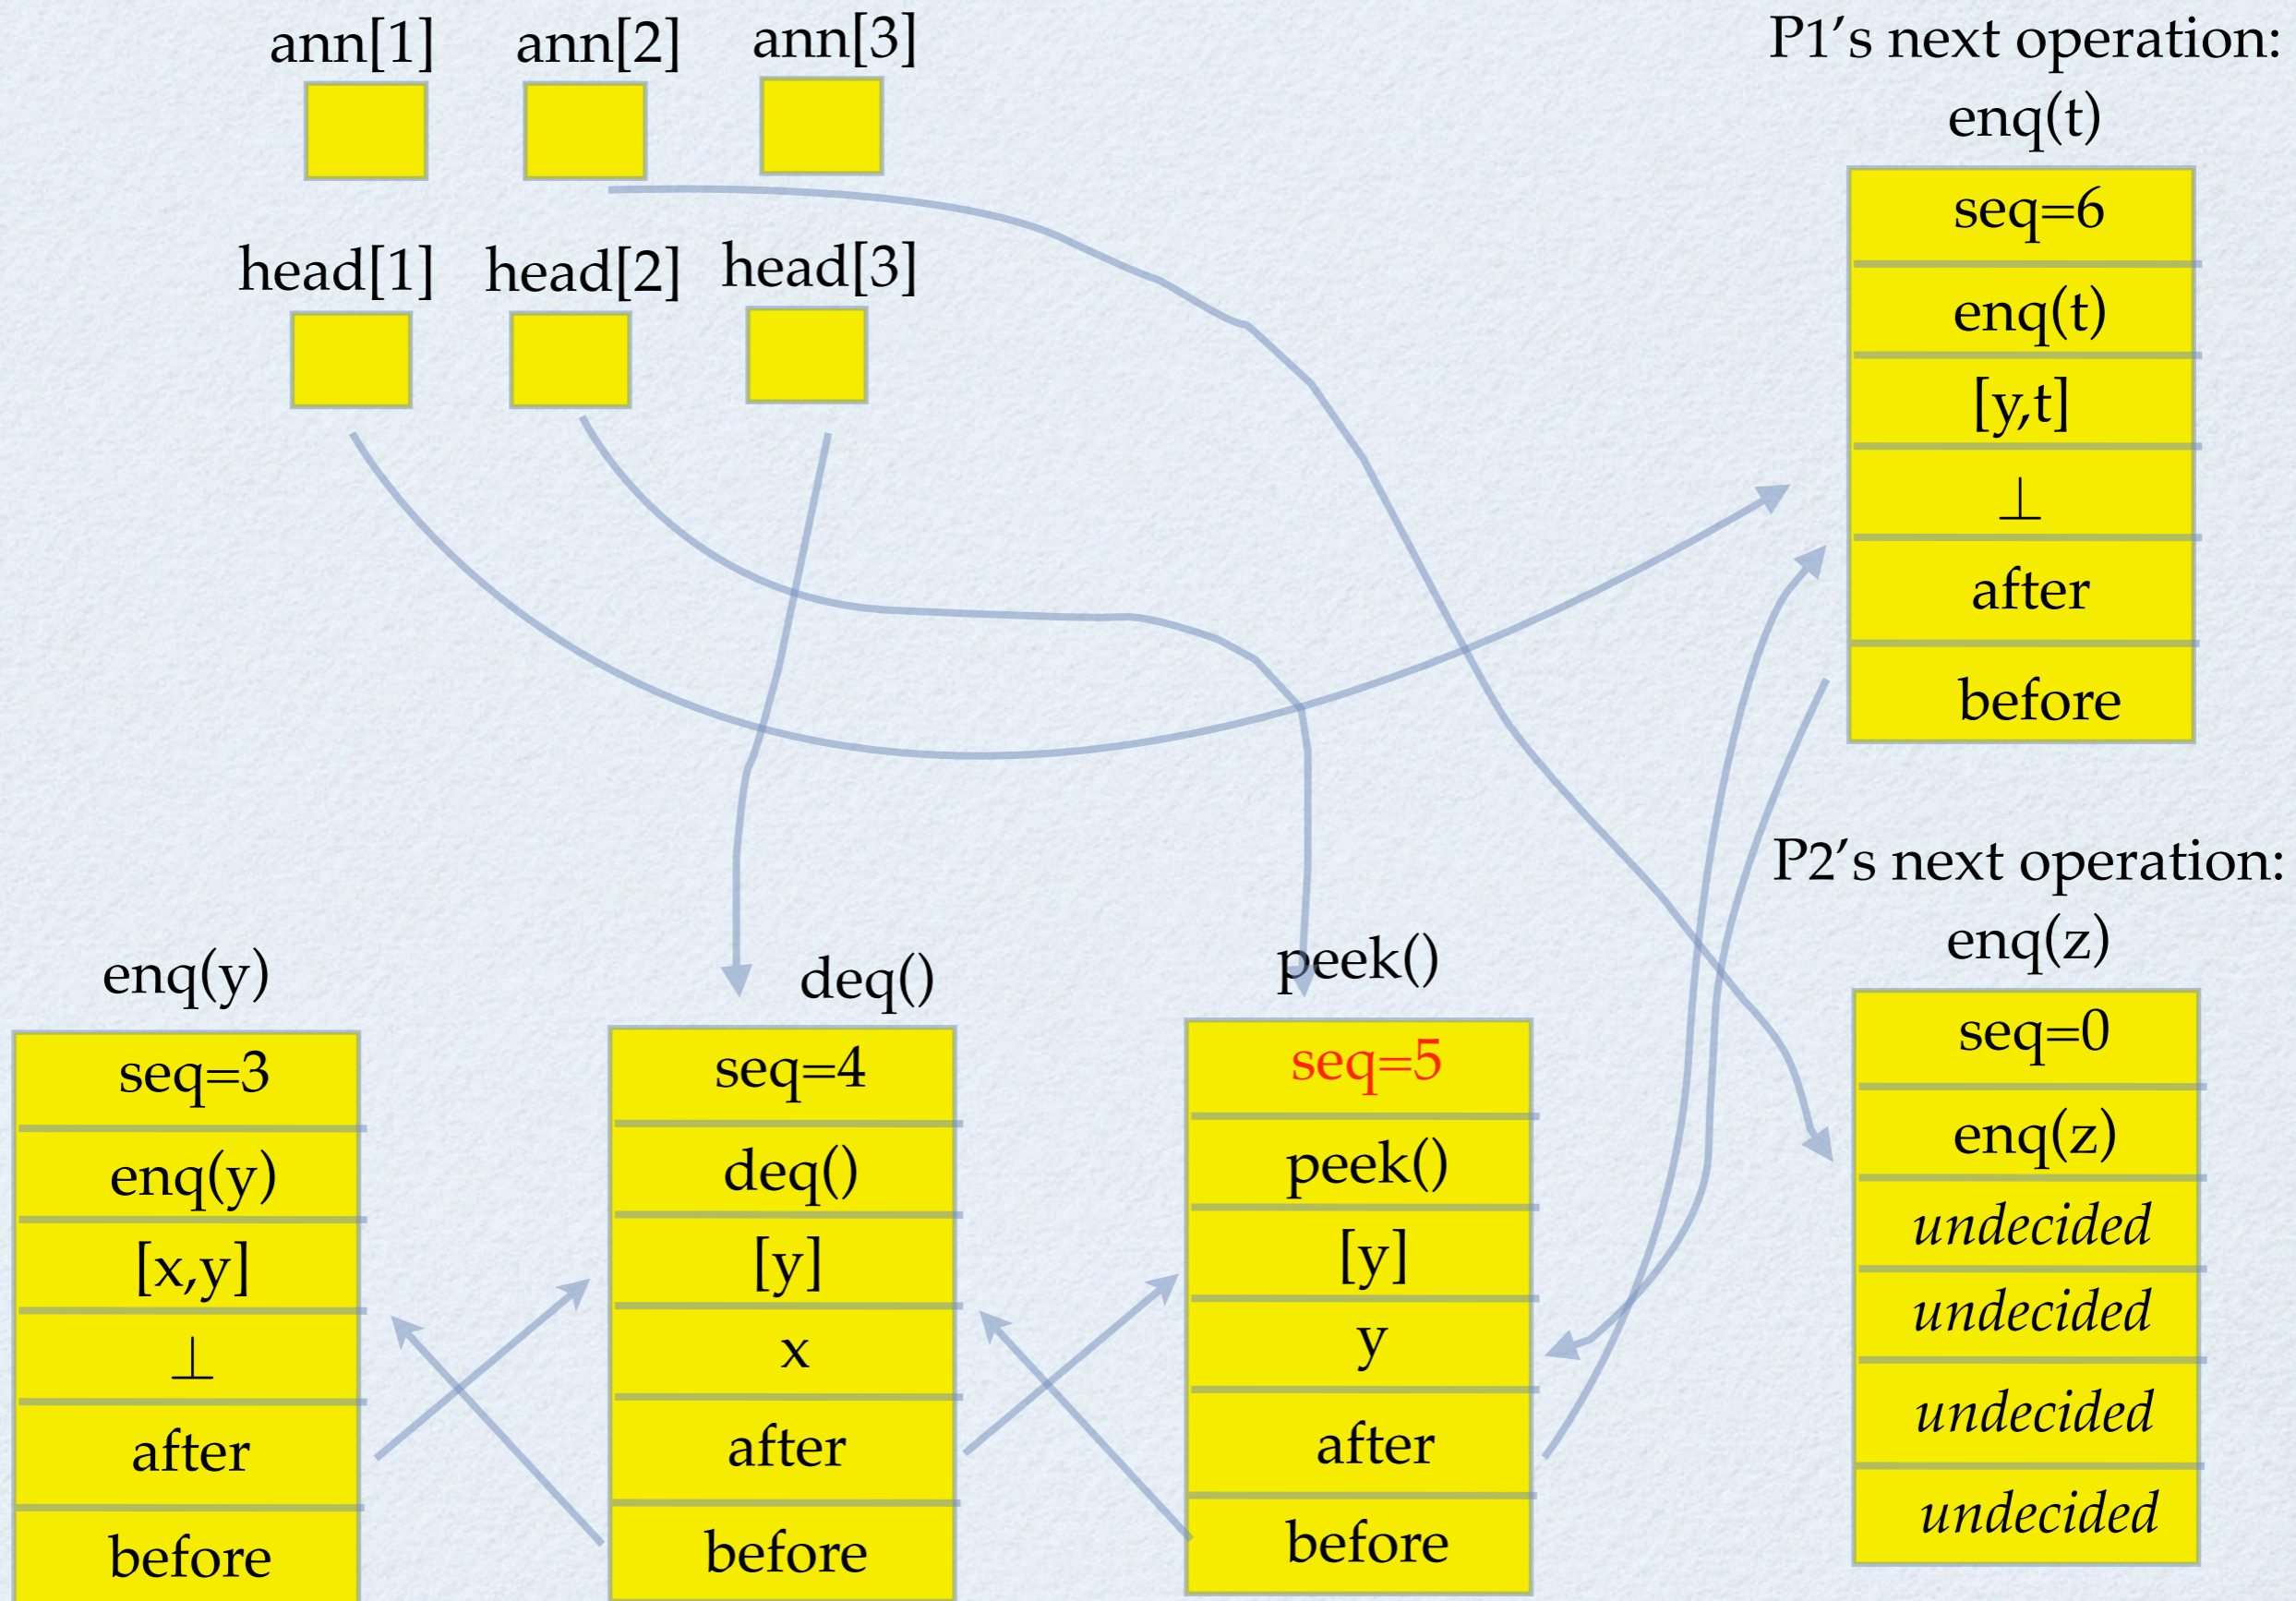 ann[1] ann[2] ann[3]
head[1] head[2] head[3]
P1’s next operation:
enq(t)
seq=6
enq(t)
[y,t]
⊥
after
before
enq(y)
seq=3
enq(y)
[x,y]
⊥
after
before
deq()
seq=4
deq()
[y]
x
after
before
peek()
seq=5
peek()
[y]
y
after
before
P2’s next operation:
enq(z)
seq=0
enq(z)
undecided
undecided
undecided
undecided